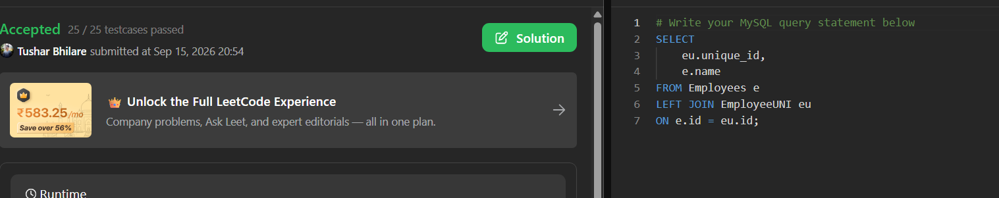 Accepted 25 / 25 testcases passed
Tushar Bhilare submitted at Sep 15, 2026 20:54
Solution
₹583.25/mo
Save over 56%
Unlock the Full LeetCode Experience
Company problems, Ask Leet, and expert editorials — all in one plan.
Runtime
1 # Write your MySQL query statement below
2 SELECT
3     eu.unique_id,
4     e.name
5 FROM Employees e
6 LEFT JOIN EmployeeUNI eu
7 ON e.id = eu.id;